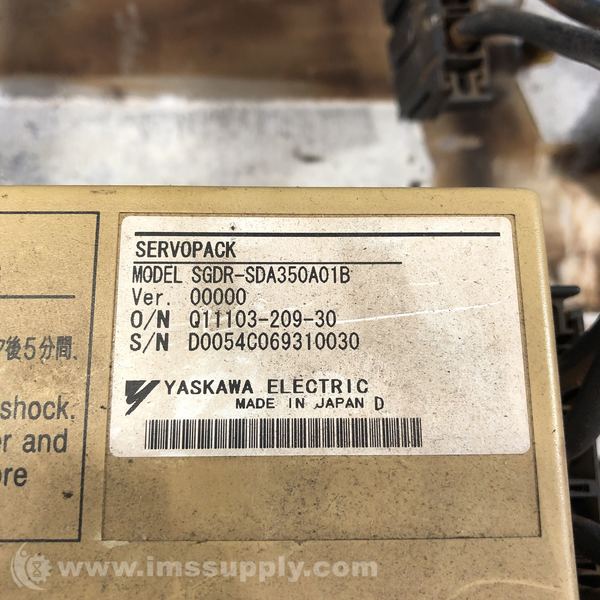 SERVOPACK
MODEL SGDR-SDA350A01B
Ver. 00000
O/N Q11103-209-30
S/N D0054C069310030
YASKAWA ELECTRIC
MADE IN JAPAN D
後5分間、
shock.
er and
ore
© www.imssupply.com/fdb